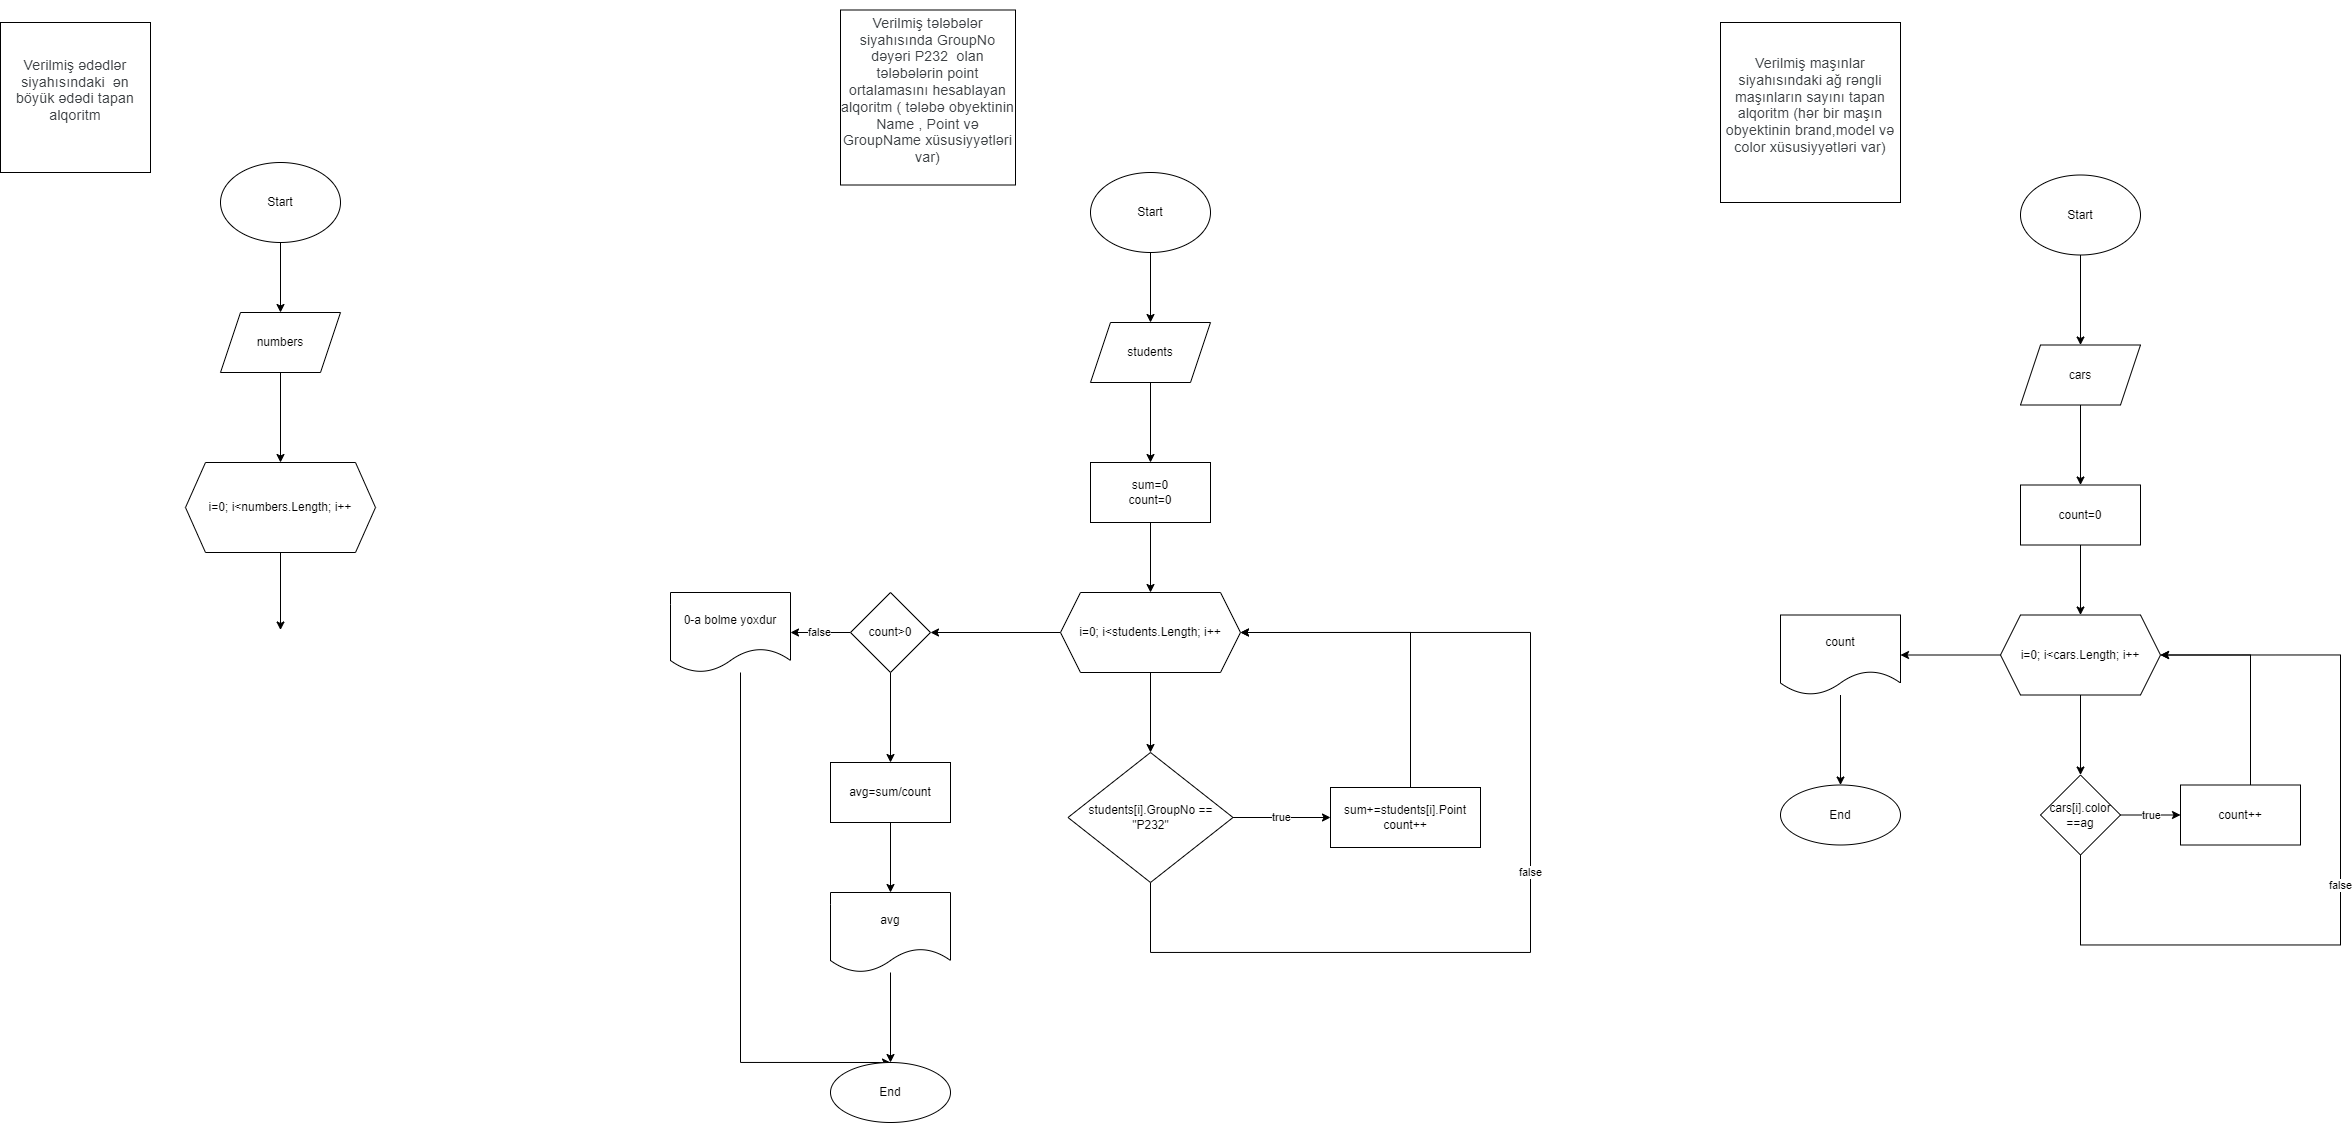 Verilmiş ədədlər
siyahısındaki  ən
böyük ədədi tapan
alqoritm
Start
numbers
i=0; i<numbers.Length; i++
Verilmiş tələbələr
siyahısında GroupNo
dəyəri P232  olan
tələbələrin point
ortalamasını hesablayan
alqoritm ( tələbə obyektinin
Name , Point və
GroupName xüsusiyyətləri
var)
Start
students
sum=0
count=0
i=0; i<students.Length; i++
count>0
false
0-a bolme yoxdur
avg=sum/count
avg
End
students[i].GroupNo ==
"P232"
true
sum+=students[i].Point
count++
false
Verilmiş maşınlar
siyahısındaki ağ rəngli
maşınların sayını tapan
alqoritm (hər bir maşın
obyektinin brand,model və
color xüsusiyyətləri var)
Start
cars
count=0
i=0; i<cars.Length; i++
count
End
cars[i].color
==ag
true
count++
false